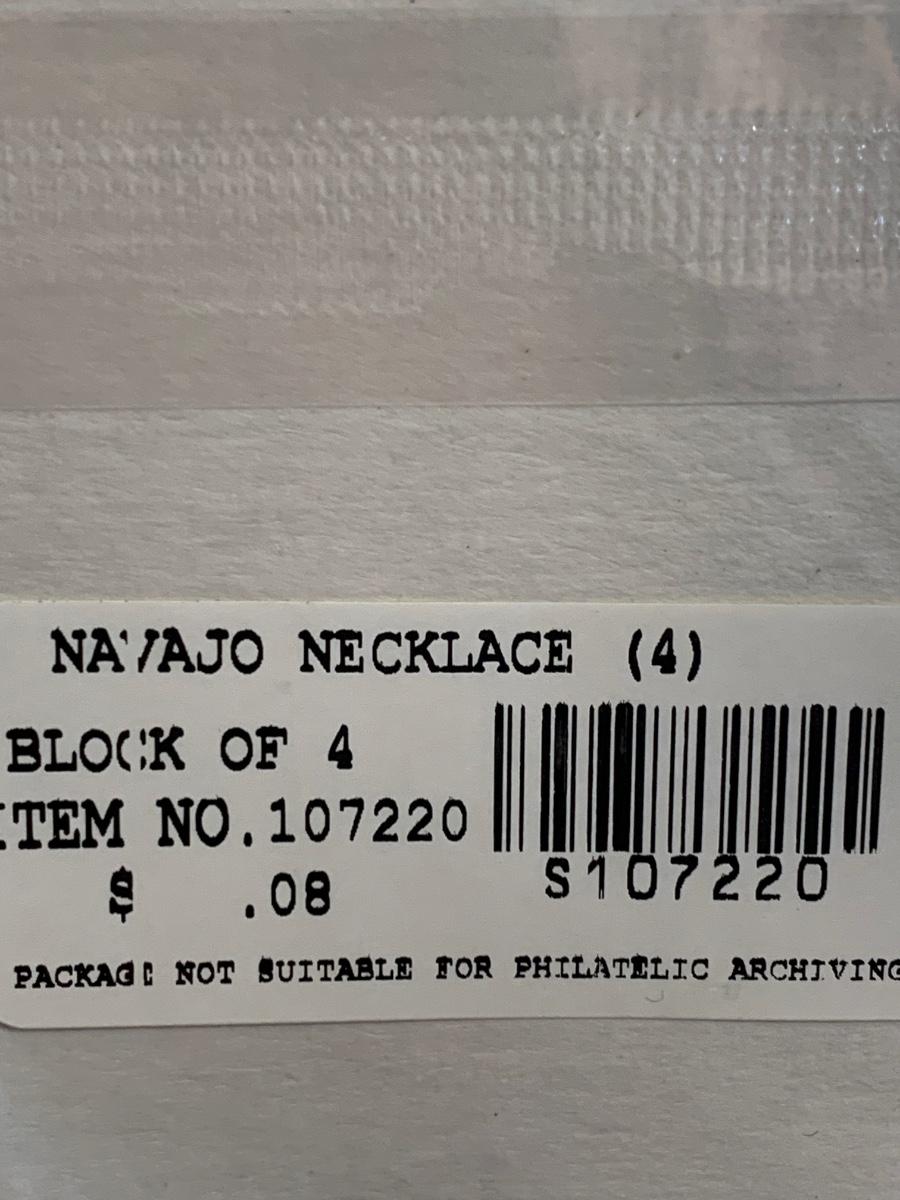 NAVAJO NECKLACE (4)
BLOCK OF 4
ITEM NO.107220
$ .08
S107220
PACKAGE NOT SUITABLE FOR PHILATELIC ARCHIVING